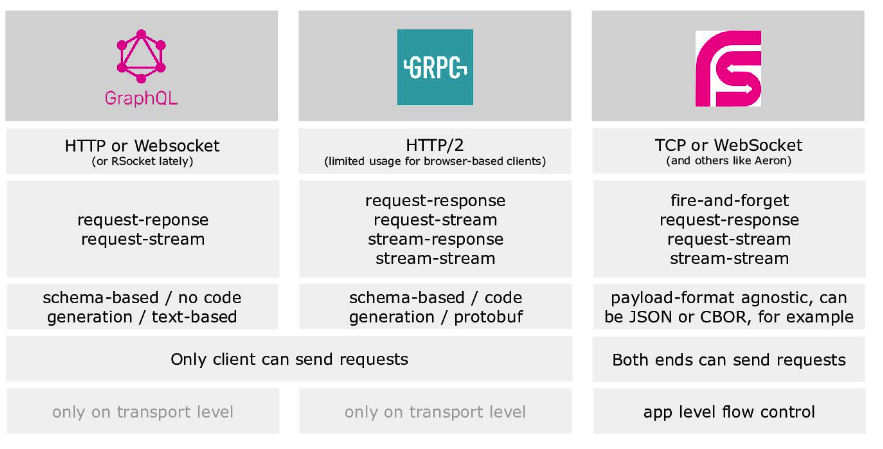 GraphQL
GRPC
HTTP or Websocket
(or RSocket lately)
HTTP/2
(limited usage for browser-based clients)
TCP or WebSocket
(and others like Aeron)
request-reponse
request-stream
request-response
request-stream
stream-response
stream-stream
fire-and-forget
request-response
request-stream
stream-stream
schema-based / no code
generation / text-based
schema-based / code
generation / protobuf
payload-format agnostic, can
be JSON or CBOR, for example
Only client can send requests
Both ends can send requests
only on transport level
only on transport level
app level flow control